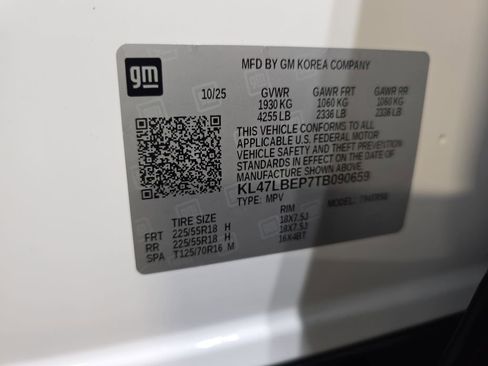 gm
MFD BY GM KOREA COMPANY
10/25 GVWR GAWR FRT GAWR RR
1930 KG 1060 KG 1060 KG
4255 LB 2336 LB 2336 LB
THIS VEHICLE CONFORMS TO ALL
APPLICABLE U.S. FEDERAL MOTOR
VEHICLE SAFETY AND THEFT PREVENTION
STANDARDS IN EFFECT ON THE DATE OF
MANUFACTURE SHOWN ABOVE.
KL47LBEP7TB090659
TYPE: MPV MODEL:
TIRE SIZE RIM
FRT 225/55R18 H 18X7.5J
RR 225/55R18 H 18X7.5J
SPA T125/70R16 M 16X4BT